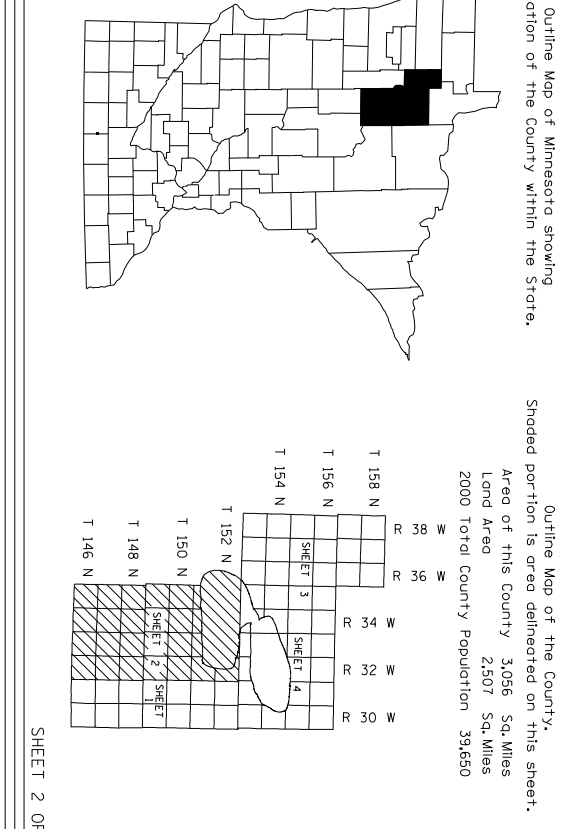 Outline Map of Minnesota showing
ation of the County within the State.
Outline Map of the County.
Shaded portion is area delineated on this sheet.
Area of this County 3,056 Sq. Miles
Land Area 2,507 Sq. Miles
2000 Total County Population 39,650
R 38 W
R 36 W
R 34 W
R 32 W
R 30 W
T 158 N
T 156 N
T 154 N
T 152 N
T 150 N
T 148 N
T 146 N
SHEET 3
SHEET 4
SHEET 2
SHEET 1
SHEET 2 OF